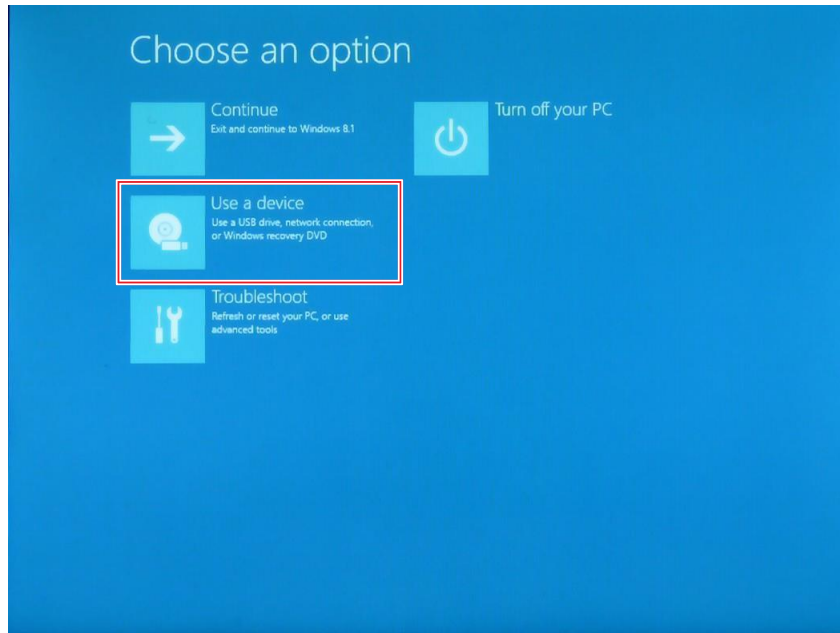 Choose an option
Continue
Exit and continue to Windows 8.1
Turn off your PC
Use a device
Use a USB drive, network connection,
or Windows recovery DVD
Troubleshoot
Refresh or reset your PC, or use
advanced tools